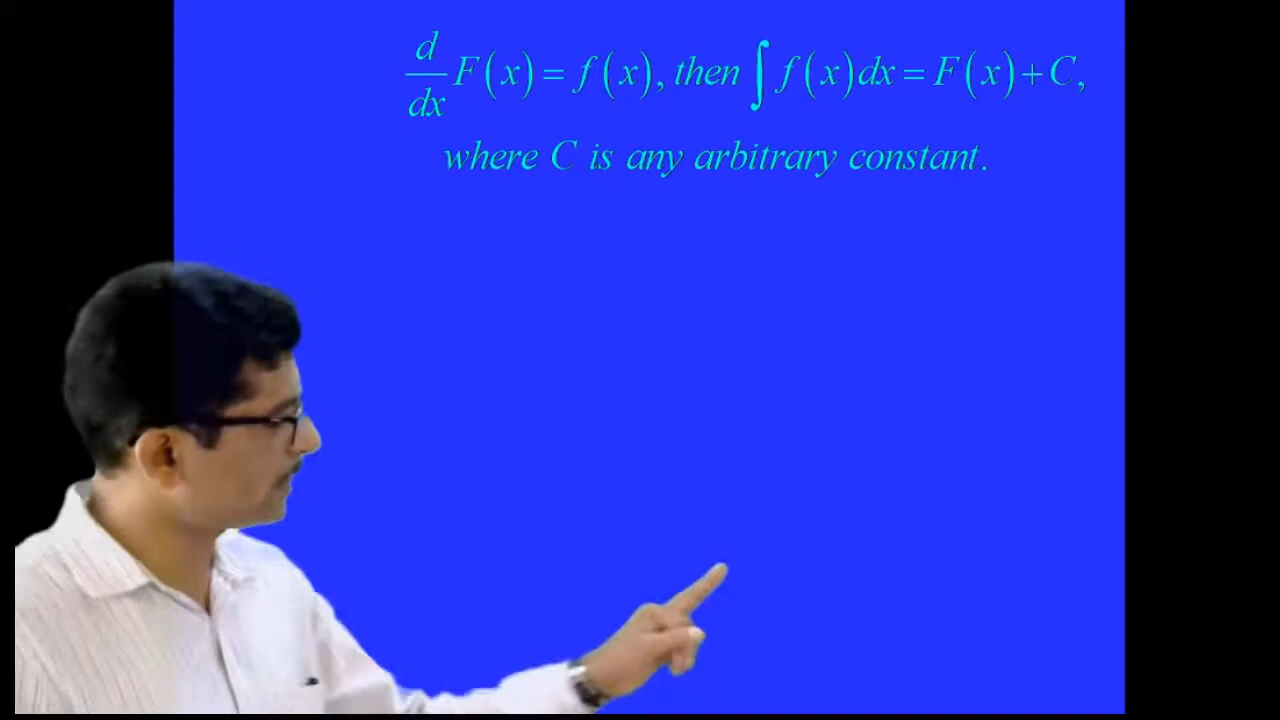 d/dx F(x) = f(x), then ∫ f(x) dx = F(x) + C,
where C is any arbitrary constant.